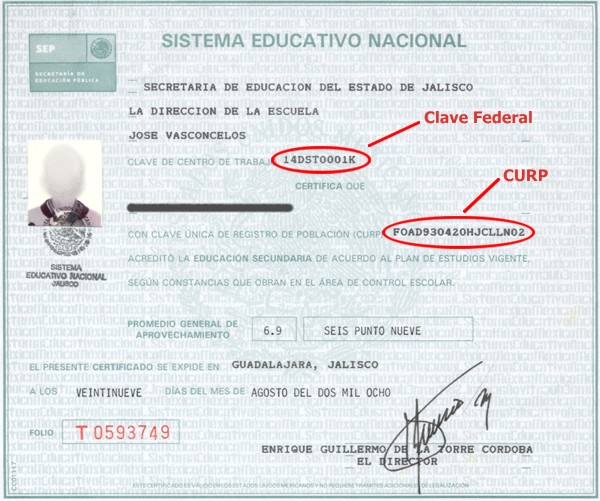 SEP
SECRETARÍA DE
EDUCACIÓN PÚBLICA
SISTEMA EDUCATIVO NACIONAL
SECRETARIA DE EDUCACION DEL ESTADO DE JALISCO
LA DIRECCION DE LA ESCUELA
Clave Federal
JOSE VASCONCELOS
CLAVE DE CENTRO DE TRABAJO 14DST0001K
CERTIFICA QUE
CURP
CON CLAVE ÚNICA DE REGISTRO DE POBLACIÓN (CURP) FOAD930420HJCLLN02
SISTEMA
EDUCATIVO NACIONAL
JALISCO
ACREDITÓ LA EDUCACIÓN SECUNDARIA DE ACUERDO AL PLAN DE ESTUDIOS VIGENTE,
SEGÚN CONSTANCIAS QUE OBRAN EN EL ÁREA DE CONTROL ESCOLAR.
PROMEDIO GENERAL DE
APROVECHAMIENTO
6.9 SEIS PUNTO NUEVE
EL PRESENTE CERTIFICADO SE EXPIDE EN GUADALAJARA, JALISCO
A LOS VEINTINUEVE DÍAS DEL MES DE AGOSTO DEL DOS MIL OCHO
FOLIO T 0593749
ENRIQUE GUILLERMO DE LA TORRE CORDOBA
EL DIRECTOR
ESTE CERTIFICADO ES VÁLIDO EN LOS ESTADOS UNIDOS MEXICANOS Y NO REQUIERE TRÁMITES ADICIONALES DE LEGALIZACIÓN